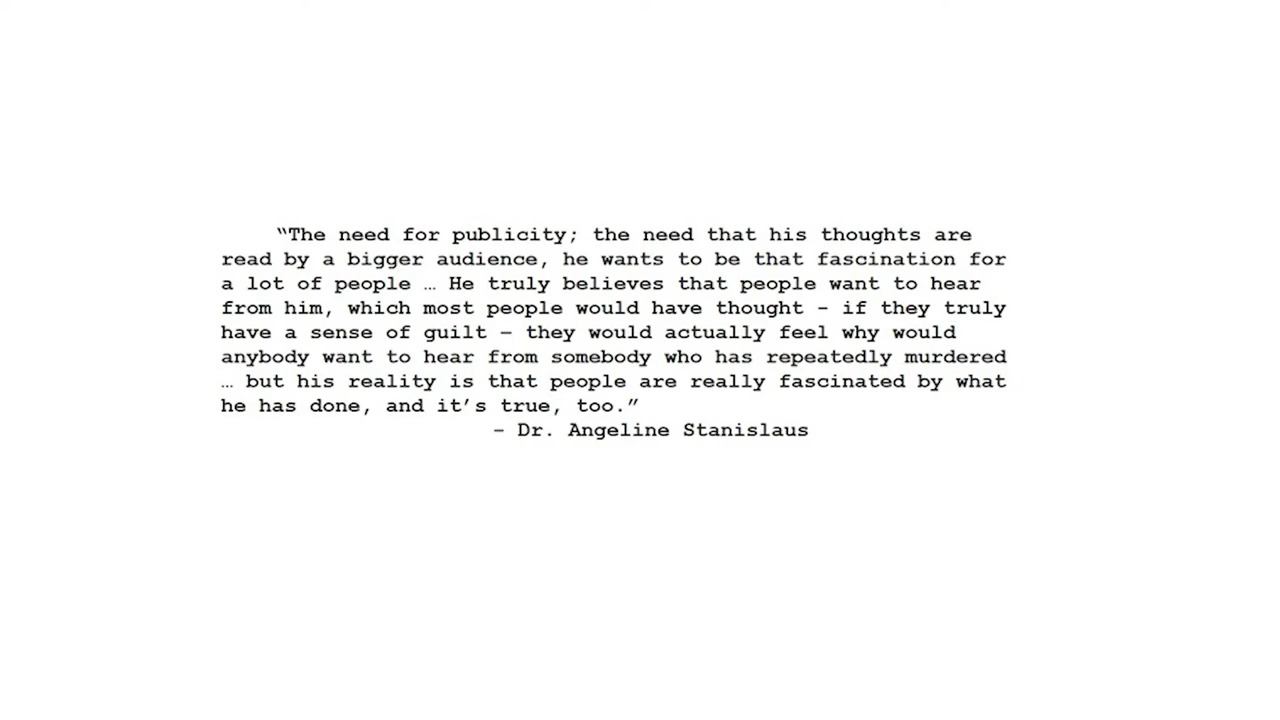 “The need for publicity; the need that his thoughts are
read by a bigger audience, he wants to be that fascination for
a lot of people … He truly believes that people want to hear
from him, which most people would have thought – if they truly
have a sense of guilt – they would actually feel why would
anybody want to hear from somebody who has repeatedly murdered
… but his reality is that people are really fascinated by what
he has done, and it’s true, too.”
– Dr. Angeline Stanislaus